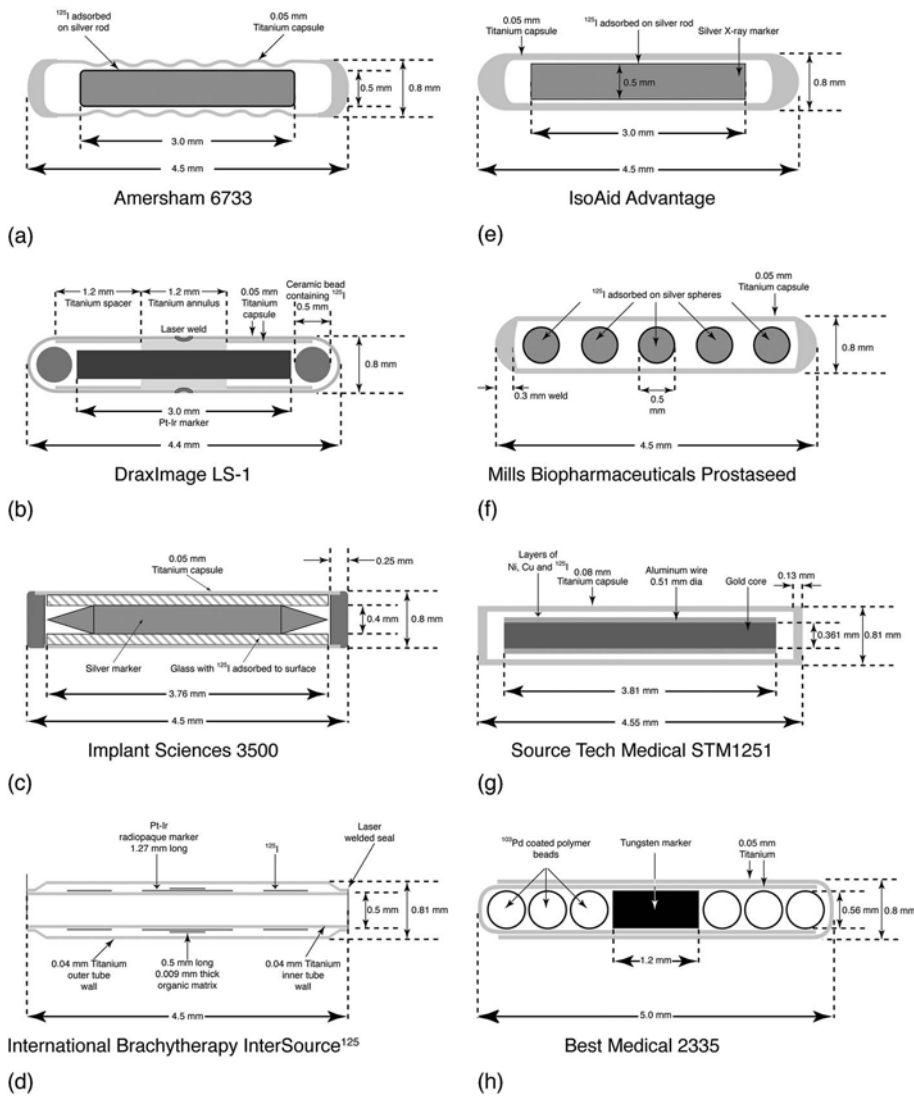 125I adsorbed
on silver rod
0.05 mm
Titanium capsule
0.5 mm
0.8 mm
3.0 mm
4.5 mm
Amersham 6733
(a)
0.05 mm
Titanium capsule
125I adsorbed on silver rod
Silver X-ray marker
0.5 mm
0.8 mm
3.0 mm
4.5 mm
IsoAid Advantage
(e)
1.2 mm
Titanium spacer
1.2 mm
Titanium annulus
0.05 mm
Titanium
capsule
Ceramic bead
containing 125I
0.5 mm
Laser weld
0.8 mm
3.0 mm
Pt-Ir marker
4.4 mm
DraxImage LS-1
(b)
125I adsorbed on silver spheres
0.05 mm
Titanium capsule
0.8 mm
0.3 mm weld
0.5
mm
4.5 mm
Mills Biopharmaceuticals Prostaseed
(f)
0.05 mm
Titanium capsule
0.25 mm
0.4 mm
0.8 mm
Silver marker
Glass with 125I adsorbed to surface
3.76 mm
4.5 mm
Implant Sciences 3500
(c)
Layers of
Ni, Cu and 125I
0.08 mm
Titanium capsule
Aluminum wire
0.51 mm dia
Gold core
0.13 mm
0.361 mm
0.81 mm
3.81 mm
4.55 mm
Source Tech Medical STM1251
(g)
Pt-Ir
radiopaque marker
1.27 mm long
125I
Laser
welded seal
0.5 mm
0.81 mm
0.04 mm Titanium
outer tube
wall
0.5 mm long
0.009 mm thick
organic matrix
0.04 mm Titanium
inner tube
wall
4.5 mm
International Brachytherapy InterSource125
(d)
103Pd coated polymer
beads
Tungsten marker
0.05 mm
Titanium
0.56 mm
0.8 mm
1.2 mm
5.0 mm
Best Medical 2335
(h)